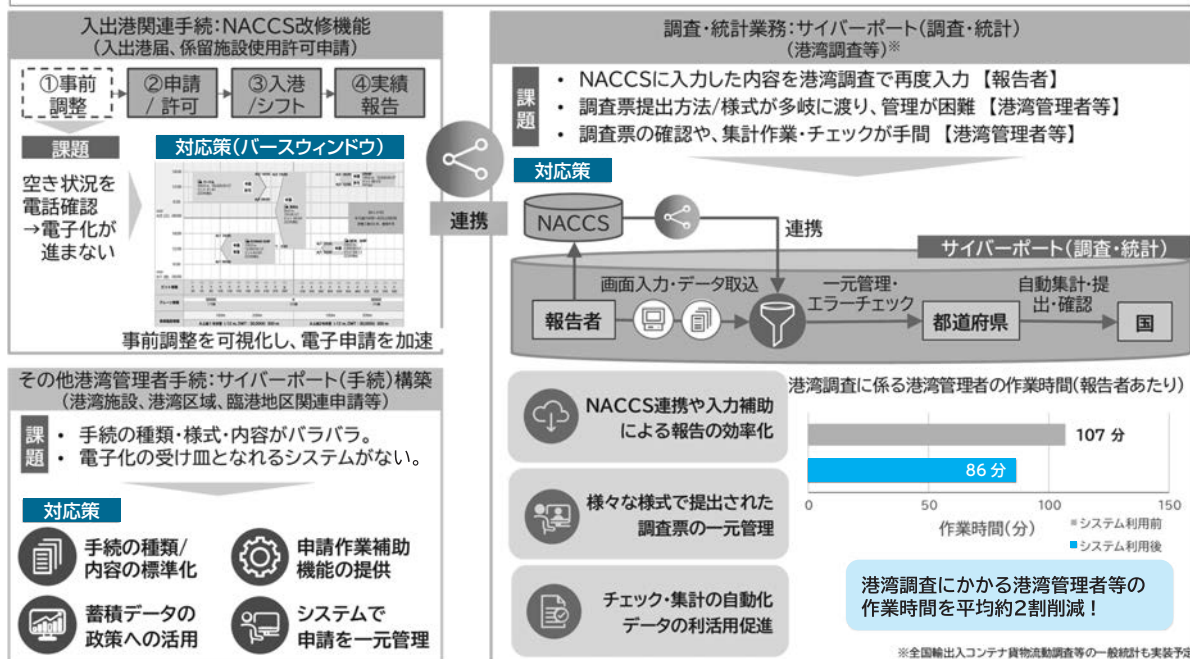 入出港関連手続:NACCS改修機能
(入出港届、係留施設使用許可申請)
①事前
調整
②申請
/ 許可
③入港
/シフト
④実績
報告
課題
空き状況を
電話確認
→電子化が
進まない
対応策(バースウィンドウ)
事前調整を可視化し、電子申請を加速
連携
その他港湾管理者手続:サイバーポート(手続)構築
(港湾施設、港湾区域、臨港地区関連申請等)
課題
・ 手続の種類・様式・内容がバラバラ。
・ 電子化の受け皿となれるシステムがない。
対応策
手続の種類/
内容の標準化
申請作業補助
機能の提供
蓄積データの
政策への活用
システムで
申請を一元管理
調査・統計業務:サイバーポート(調査・統計)
(港湾調査等)※
課題
・ NACCSに入力した内容を港湾調査で再度入力 【報告者】
・ 調査票提出方法/様式が多岐に渡り、管理が困難 【港湾管理者等】
・ 調査票の確認や、集計作業・チェックが手間 【港湾管理者等】
対応策
NACCS
連携
サイバーポート(調査・統計)
画面入力・データ取込
一元管理・
エラーチェック
自動集計・提
出・確認
報告者
都道府県
国
NACCS連携や入力補助
による報告の効率化
様々な様式で提出された
調査票の一元管理
チェック・集計の自動化
データの利活用促進
港湾調査に係る港湾管理者の作業時間(報告者あたり)
107 分
86 分
0
50
100
150
作業時間(分)
システム利用前
システム利用後
港湾調査にかかる港湾管理者等の
作業時間を平均約2割削減!
※全国輸出入コンテナ貨物流動調査等の一般統計も実装予定